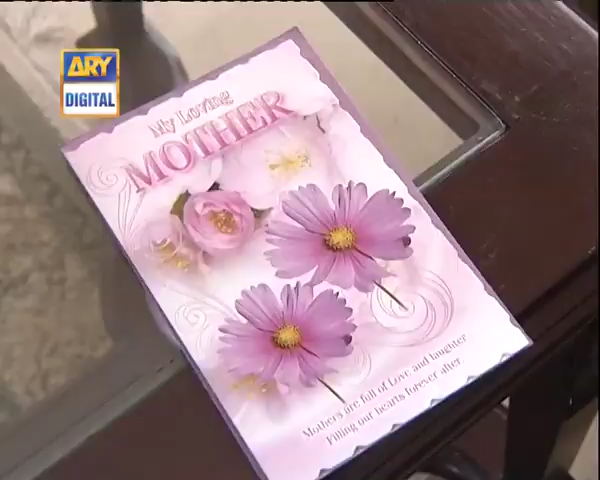 ARY
DIGITAL
My Loving
MOTHER
Mothers are full of Love and laughter
Filling our hearts forever after